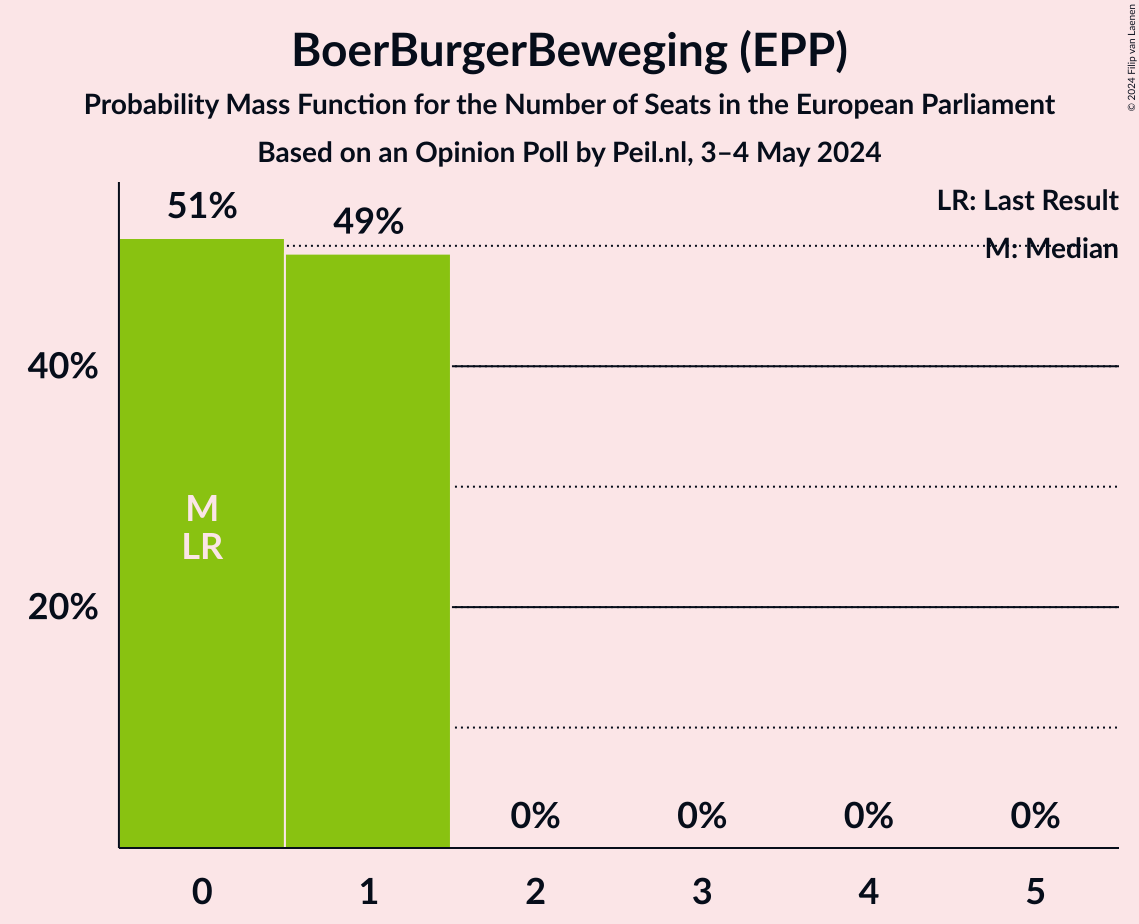 BoerBurgerBeweging (EPP)
Probability Mass Function for the Number of Seats in the European Parliament
Based on an Opinion Poll by Peil.nl, 3–4 May 2024
© 2024 Filip van Laenen
LR: Last Result
M: Median
51%
49%
40%
20%
M
LR
0%
0%
0%
0%
0
1
2
3
4
5